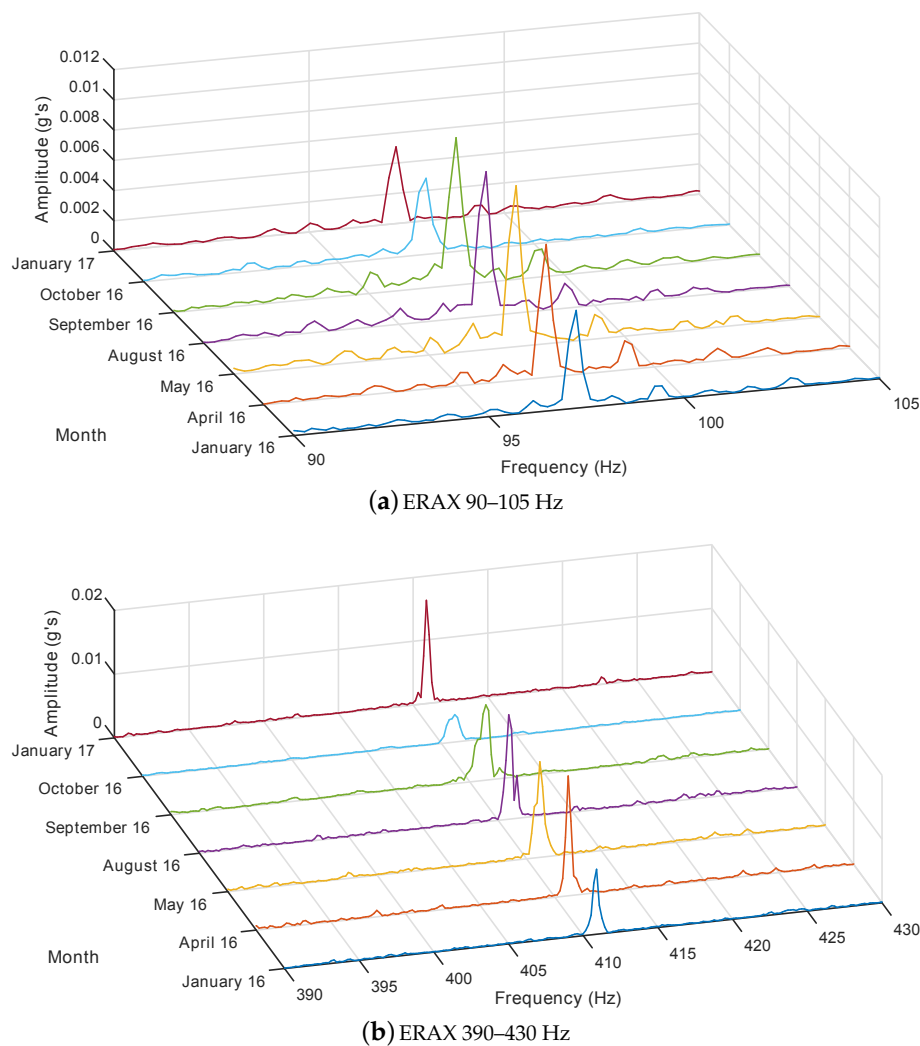 0.012
0.01
0.008
0.006
0.004
0.002
0
Amplitude (g's)
January 17
October 16
September 16
August 16
May 16
April 16
January 16
Month
90
95
100
105
Frequency (Hz)
(a) ERAX 90–105 Hz
0.02
0.01
0
Amplitude (g's)
January 17
October 16
September 16
August 16
May 16
April 16
January 16
Month
390
395
400
405
410
415
420
425
430
Frequency (Hz)
(b) ERAX 390–430 Hz